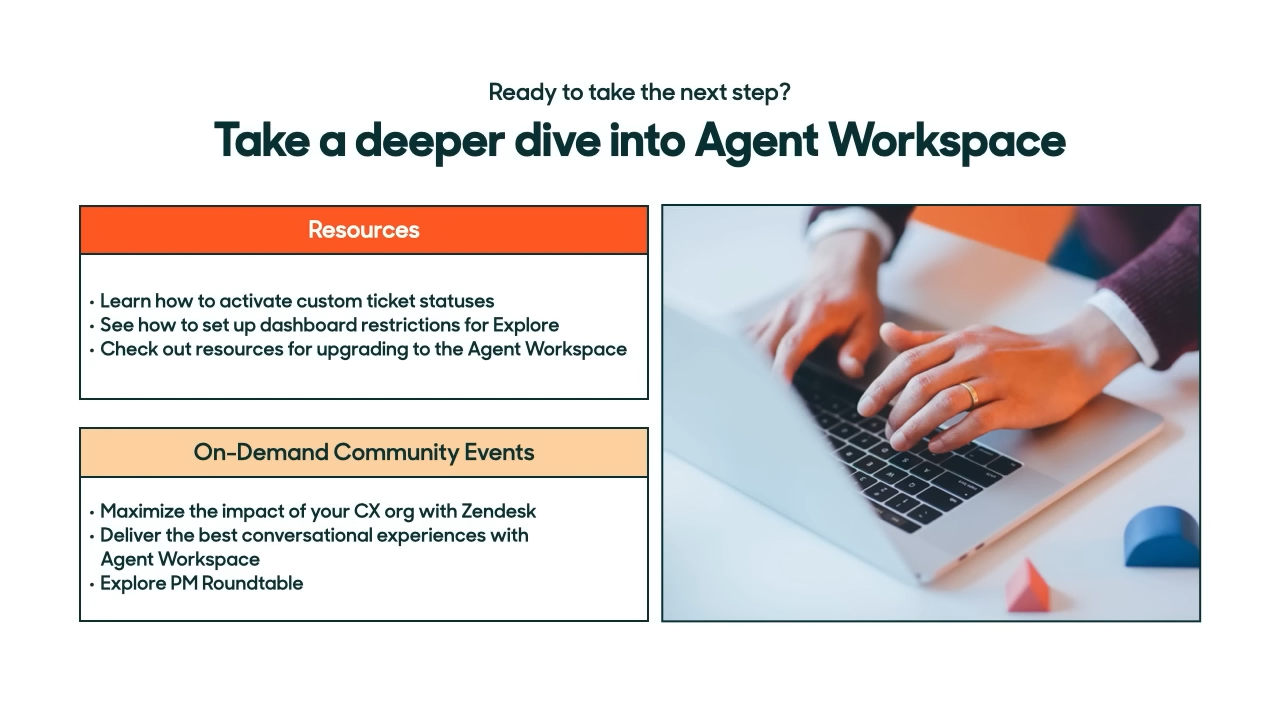 Ready to take the next step?
Take a deeper dive into Agent Workspace
Resources
• Learn how to activate custom ticket statuses
• See how to set up dashboard restrictions for Explore
• Check out resources for upgrading to the Agent Workspace
On-Demand Community Events
• Maximize the impact of your CX org with Zendesk
• Deliver the best conversational experiences with
Agent Workspace
• Explore PM Roundtable